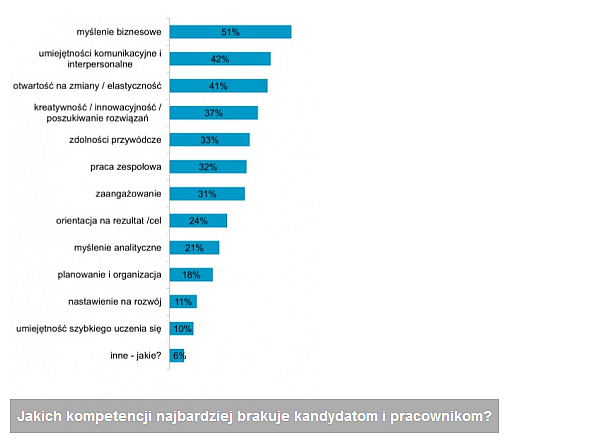 myślenie biznesowe 51%
umiejętności komunikacyjne i
interpersonalne 42%
otwartość na zmiany / elastyczność 41%
kreatywność / innowacyjność /
poszukiwanie rozwiązań 37%
zdolności przywódcze 33%
praca zespołowa 32%
zaangażowanie 31%
orientacja na rezultat /cel 24%
myślenie analityczne 21%
planowanie i organizacja 18%
nastawienie na rozwój 11%
umiejętność szybkiego uczenia się 10%
inne - jakie? 6%
Jakich kompetencji najbardziej brakuje kandydatom i pracownikom?